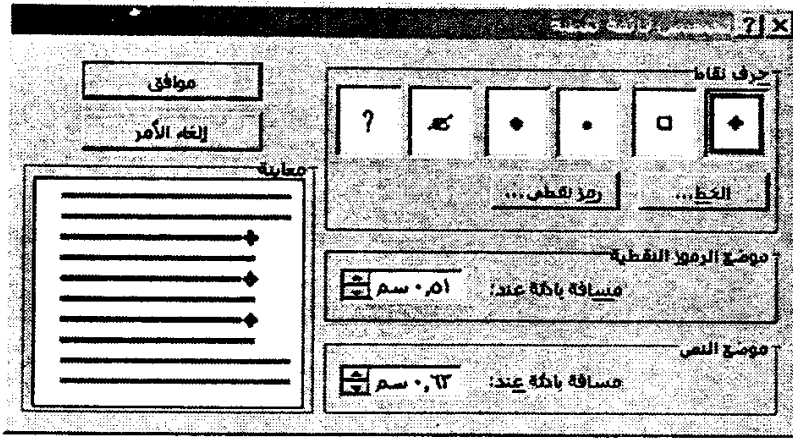 حرف نقاط
?
الخط...
رمز نقطي...
موافق
إلغاء الأمر
معاينة
موضع الرموز النقطية
مسافة بادئة عند:
٠,٥١ سم
موضع النص
مسافة بادئة عند:
٠,٦٣ سم